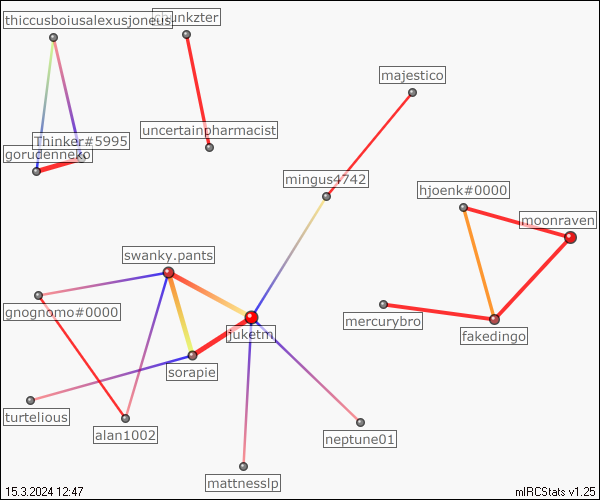 thiccusboiusalexusjoneus
chunkzter
majestico
uncertainpharmacist
Thinker#5995
gorudenneko
mingus4742
hjoenk#0000
moonraven
swanky.pants
gnognomo#0000
mercurybro
juketm
fakedingo
sorapie
turtelious
alan1002
neptune01
mattnesslp
15.3.2024 12:47
mIRCStats v1.25